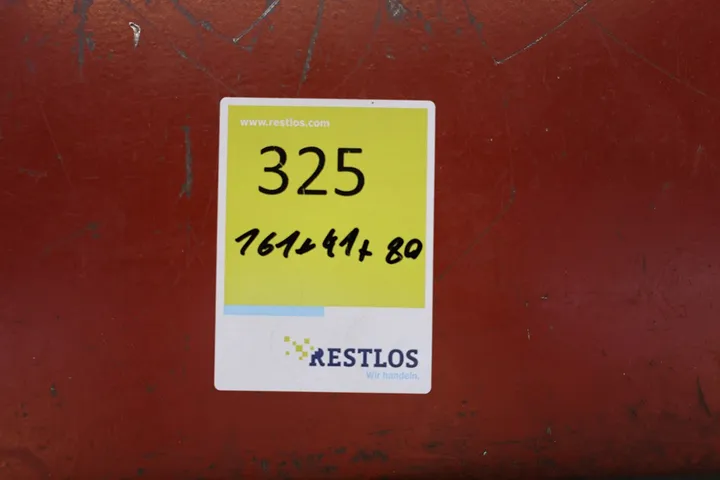 www.restlos.com
325
161+41+80
RESTLOS
Wir handeln.